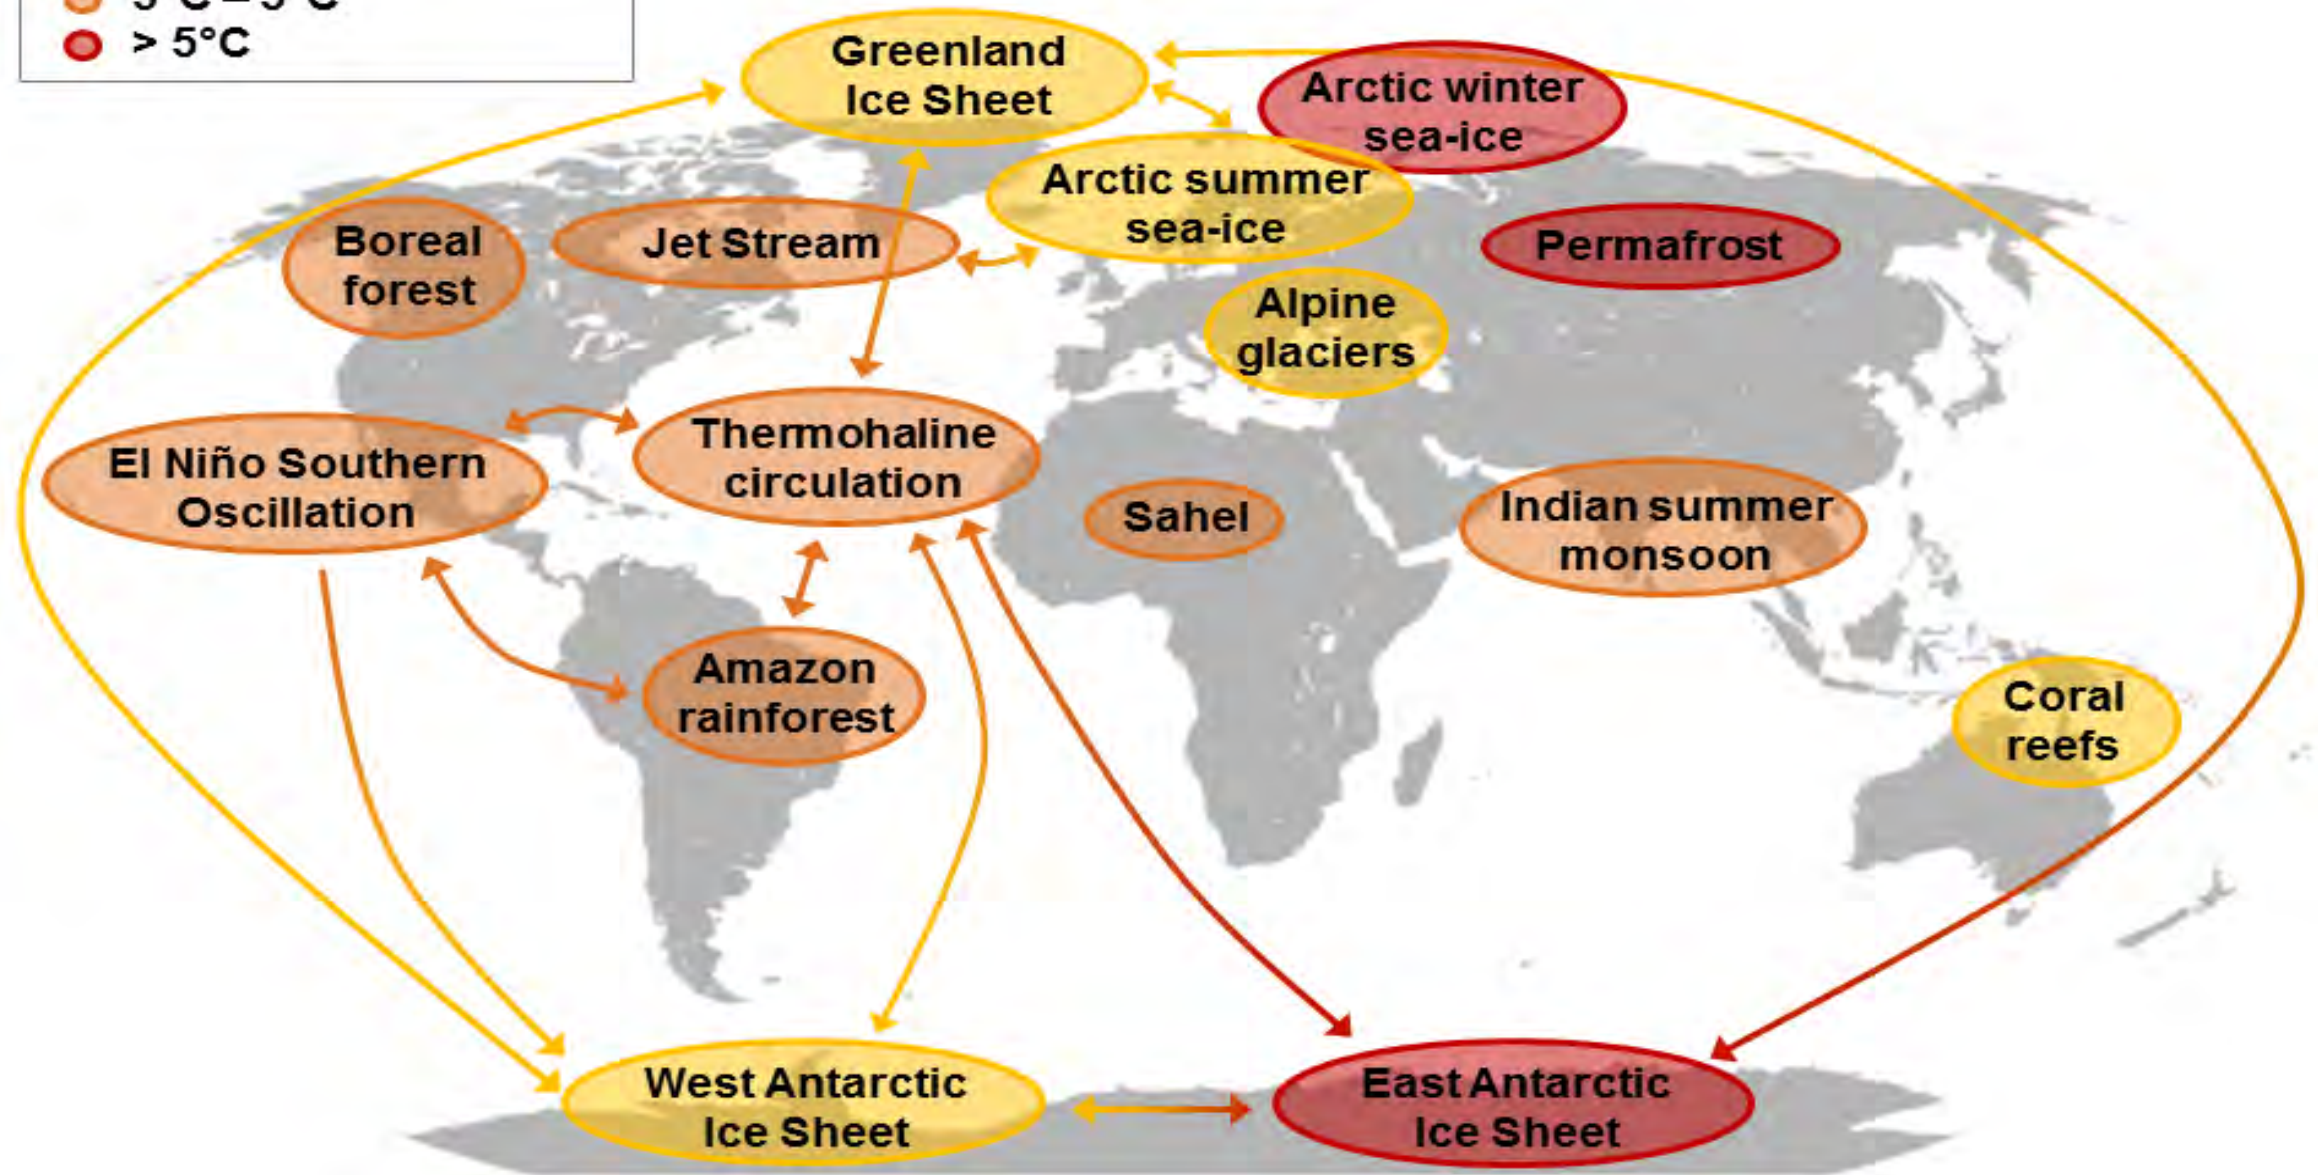 3°C – 5°C
> 5°C
Greenland
Ice Sheet
Arctic winter
sea-ice
Arctic summer
sea-ice
Boreal
forest
Jet Stream
Permafrost
Alpine
glaciers
El Niño Southern
Oscillation
Thermohaline
circulation
Sahel
Indian summer
monsoon
Amazon
rainforest
Coral
reefs
West Antarctic
Ice Sheet
East Antarctic
Ice Sheet